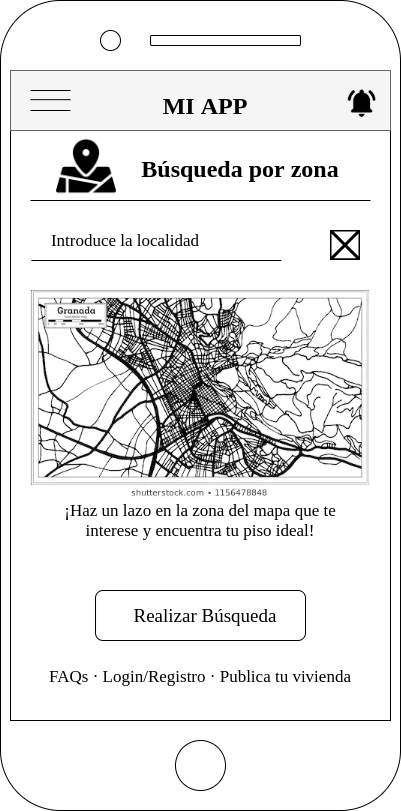 MI APP
Búsqueda por zona
Introduce la localidad
Granada
shutterstock.com • 1156478848
¡Haz un lazo en la zona del mapa que te
interese y encuentra tu piso ideal!
Realizar Búsqueda
FAQs · Login/Registro · Publica tu vivienda